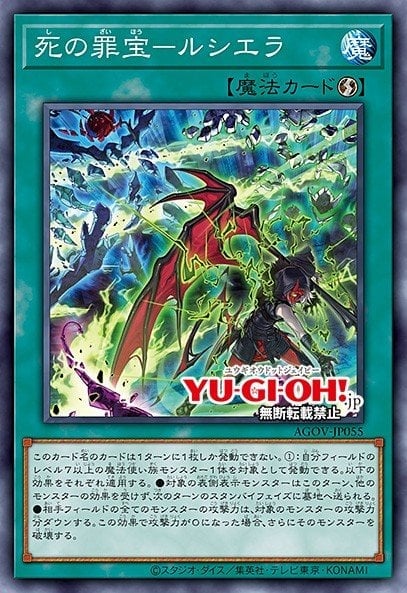 死の罪宝－ルシエラ
【魔法カード】
ユウギオウドットジェイピー
YU-GI-OH!.jp
無断転載禁止
AGOV-JP055
このカード名のカードは1ターンに1枚しか発動できない。①：自分フィールドの
レベル7以上の魔法使い族モンスター1体を対象として発動できる。以下の
効果をそれぞれ適用する。●対象の表側表示モンスターはこのターン、他の
モンスターの効果を受けず、次のターンのスタンバイフェイズに墓地へ送られる。
●相手フィールドの全てのモンスターの攻撃力は、対象のモンスターの攻撃力
分ダウンする。この効果で攻撃力が0になった場合、さらにそのモンスターを
破壊する。
©スタジオ・ダイス／集英社・テレビ東京・KONAMI